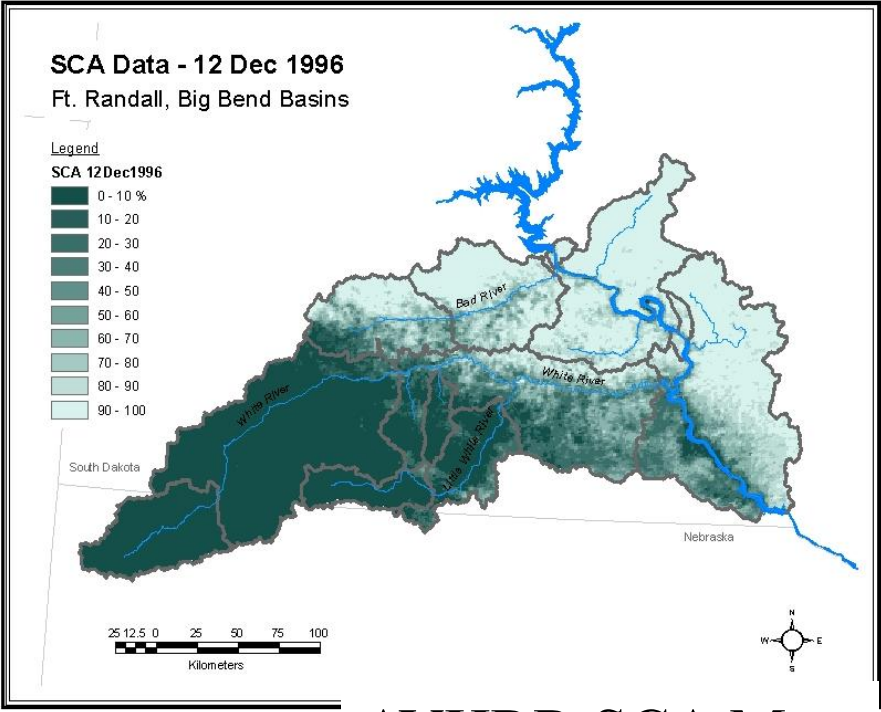 SCA Data - 12 Dec 1996
Ft. Randall, Big Bend Basins
Legend
SCA 12Dec1996
0 - 10 %
10 - 20
20 - 30
30 - 40
40 - 50
50 - 60
60 - 70
70 - 80
80 - 90
90 - 100
Bad River
White River
White River
Little White River
South Dakota
Nebraska
25 12.5 0 25 50 75 100
Kilometers
N
W E
S